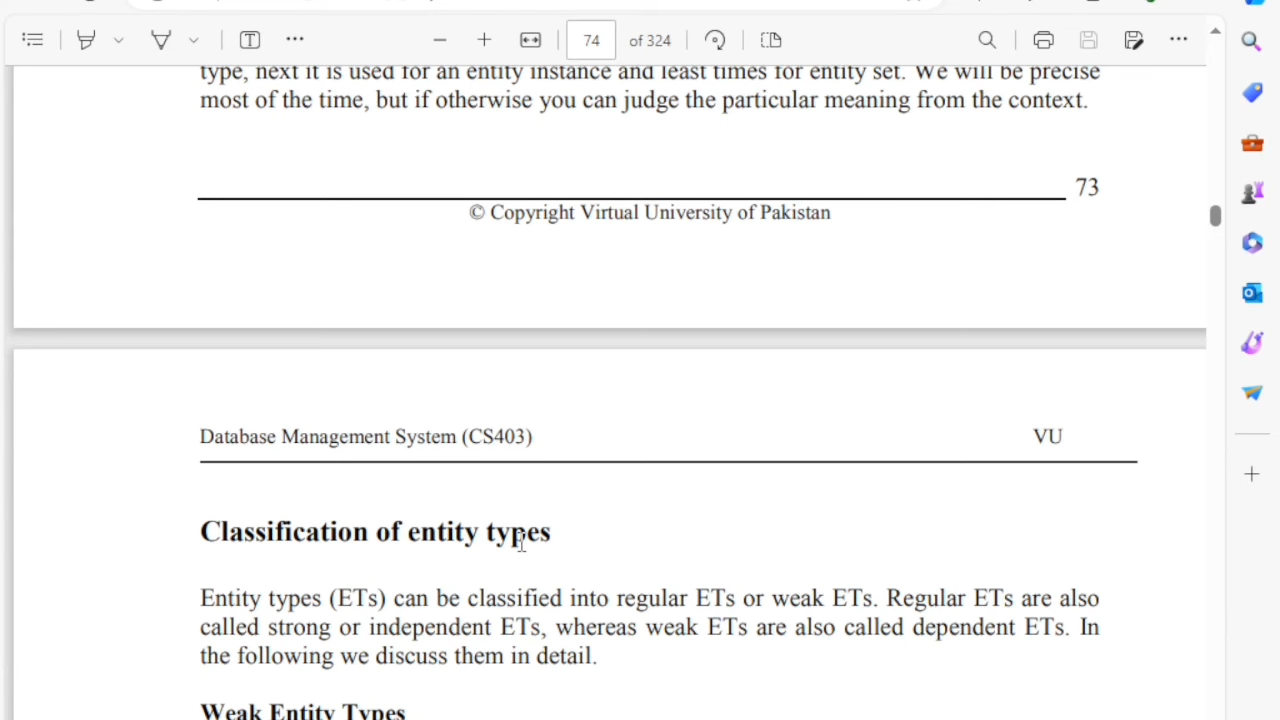 74 of 324
type, next it is used for an entity instance and least times for entity set. We will be precise
most of the time, but if otherwise you can judge the particular meaning from the context.
73
© Copyright Virtual University of Pakistan
Database Management System (CS403) VU
Classification of entity types
Entity types (ETs) can be classified into regular ETs or weak ETs. Regular ETs are also
called strong or independent ETs, whereas weak ETs are also called dependent ETs. In
the following we discuss them in detail.
Weak Entity Types